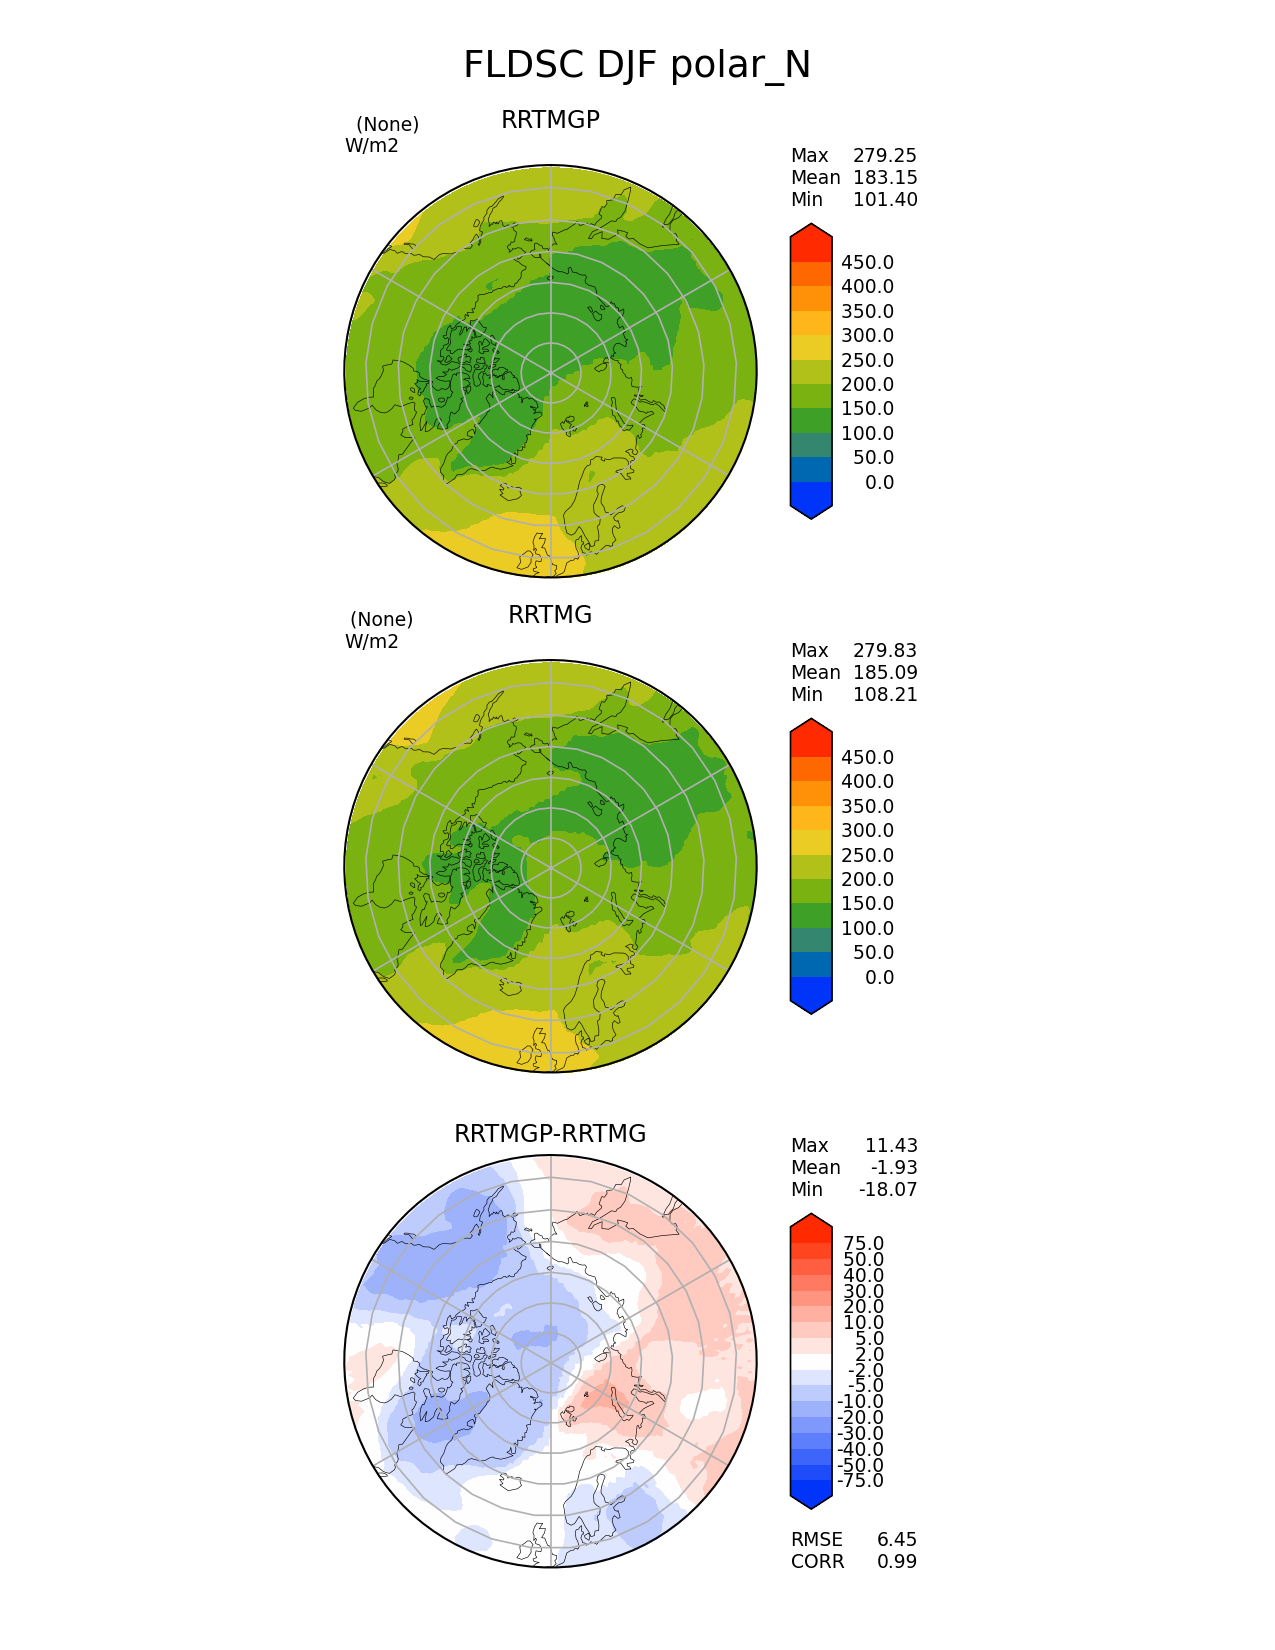 FLDSC DJF polar_N
RRTMGP
(None)
W/m2
Max 279.25
Mean 183.15
Min 101.40
450.0
400.0
350.0
300.0
250.0
200.0
150.0
100.0
50.0
0.0
RRTMG
(None)
W/m2
Max 279.83
Mean 185.09
Min 108.21
450.0
400.0
350.0
300.0
250.0
200.0
150.0
100.0
50.0
0.0
RRTMGP-RRTMG
Max 11.43
Mean -1.93
Min -18.07
75.0
50.0
40.0
30.0
20.0
10.0
5.0
2.0
-2.0
-5.0
-10.0
-20.0
-30.0
-40.0
-50.0
-75.0
RMSE 6.45
CORR 0.99